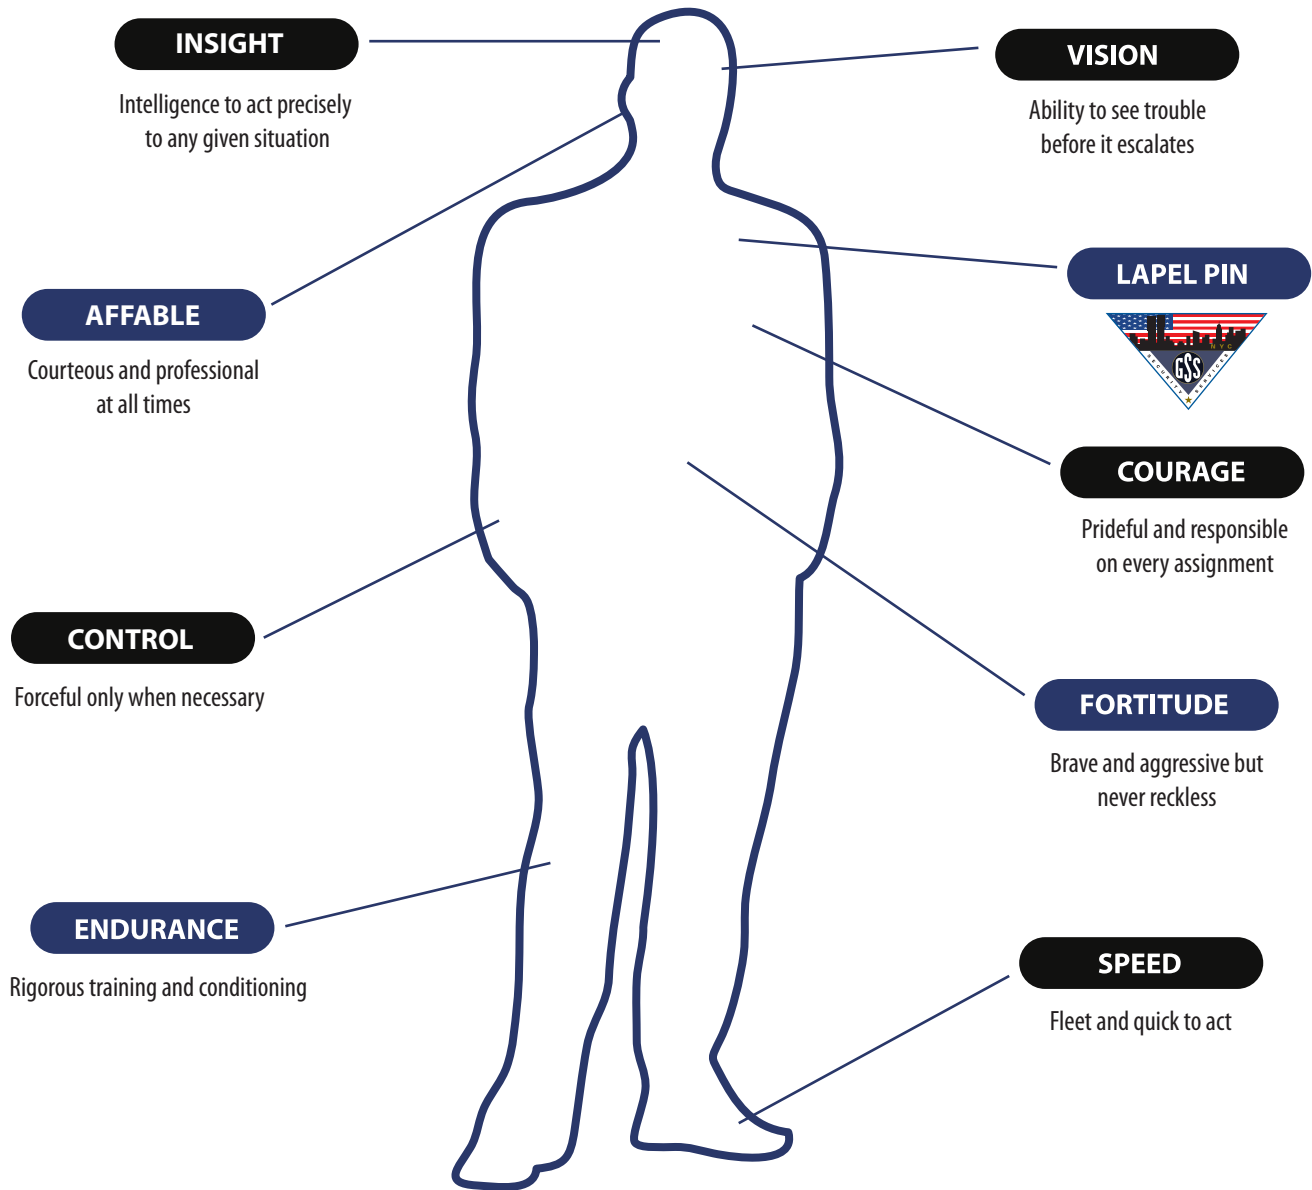 INSIGHT
Intelligence to act precisely
to any given situation
VISION
Ability to see trouble
before it escalates
AFFABLE
Courteous and professional
at all times
LAPEL PIN
NYC
GSS
SECURITY SERVICES
COURAGE
Prideful and responsible
on every assignment
CONTROL
Forceful only when necessary
FORTITUDE
Brave and aggressive but
never reckless
ENDURANCE
Rigorous training and conditioning
SPEED
Fleet and quick to act